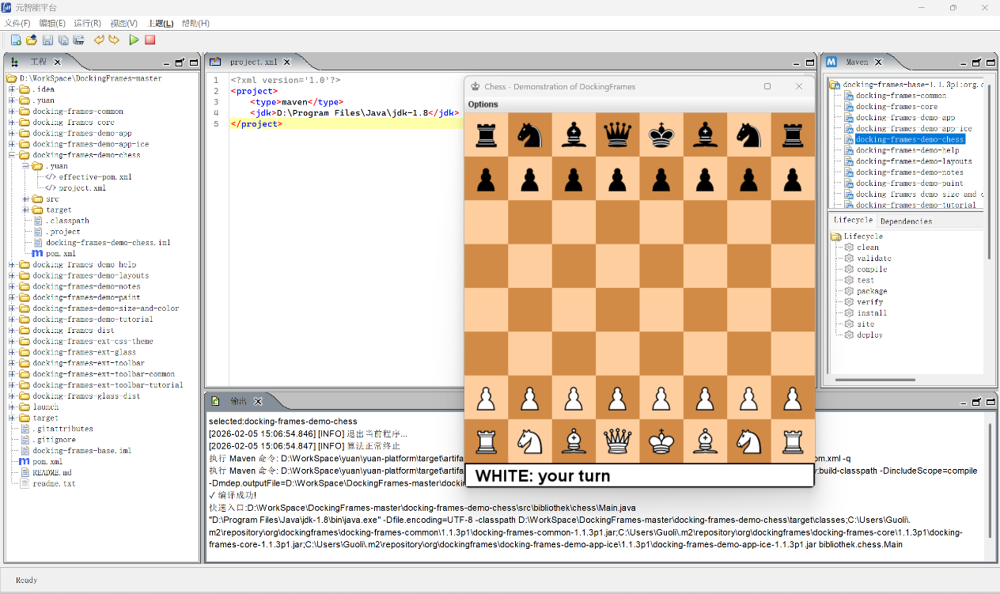 元智能平台
文件(F) 编辑(E) 运行(R) 视图(V) 主题(L) 帮助(H)
工程
D:\WorkSpace\DockingFrames-master
.idea
.yuan
docking-frames-common
docking-frames-core
docking-frames-demo-app
docking-frames-demo-app-ice
docking-frames-demo-chess
.yuan
effective-pom.xml
project.xml
src
target
.classpath
.project
docking-frames-demo-chess.iml
pom.xml
docking-frames-demo-help
docking-frames-demo-layouts
docking-frames-demo-notes
docking-frames-demo-paint
docking-frames-demo-size-and-color
docking-frames-demo-tutorial
docking-frames-dist
docking-frames-ext-css-theme
docking-frames-ext-glass
docking-frames-ext-toolbar
docking-frames-ext-toolbar-common
docking-frames-ext-toolbar-tutorial
docking-frames-glass-dist
launch
target
.gitattributes
.gitignore
docking-frames-base.iml
pom.xml
README.md
readme.txt
project.xml
1 <?xml version='1.0'?>
2 <project>
3 <type>maven</type>
4 <jdk>D:\Program Files\Java\jdk-1.8</jdk>
5 </project>
Chess - Demonstration of DockingFrames
Options
WHITE: your turn
Maven
docking-frames-base-1.1.3p1:org.
docking-frames-common
docking-frames-core
docking-frames-demo-app
docking-frames-demo-app-ice
docking-frames-demo-chess
docking-frames-demo-help
docking-frames-demo-layouts
docking-frames-demo-notes
docking-frames-demo-paint
docking-frames-demo-size-and-c
docking-frames-demo-tutorial
Lifecycle Dependencies
Lifecycle
clean
validate
compile
test
package
verify
install
site
deploy
输出
selected:docking-frames-demo-chess
[2026-02-05 15:06:54.846] [INFO] 退出当前程序...
[2026-02-05 15:06:54.847] [INFO] 算法正常终止
执行 Maven 命令: D:\WorkSpace\yuan\yuan-platform\target\artifa om.xml -q
执行 Maven 命令: D:\WorkSpace\yuan\yuan-platform\target\artifa y:build-classpath -DincludeScope=compile
-Dmdep.outputFile=D:\WorkSpace\DockingFrames-master\docki
✓ 编译成功!
快速入口:D:\WorkSpace\DockingFrames-master\docking-frames-demo-chess\src\bibliothek\chess\Main.java
"D:\Program Files\Java\jdk-1.8\bin\java.exe" -Dfile.encoding=UTF-8 -classpath D:\WorkSpace\DockingFrames-master\docking-frames-demo-chess\target\classes;C:\Users\Guoli\.
m2\repository\org\dockingframes\docking-frames-common\1.1.3p1\docking-frames-common-1.1.3p1.jar;C:\Users\Guoli\.m2\repository\org\dockingframes\docking-frames-core\1.1.3p1\docking-
frames-core-1.1.3p1.jar;C:\Users\Guoli\.m2\repository\org\dockingframes\docking-frames-demo-app-ice\1.1.3p1\docking-frames-demo-app-ice-1.1.3p1.jar bibliothek.chess.Main
Ready